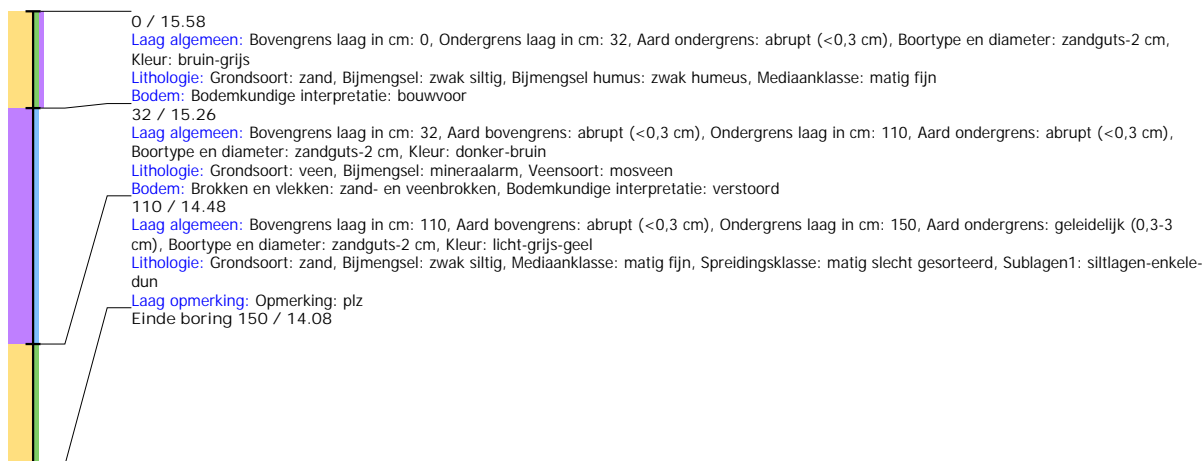 0 / 15.58
Laag algemeen: Bovengrens laag in cm: 0, Ondergrens laag in cm: 32, Aard ondergrens: abrupt (<0,3 cm), Boortype en diameter: zandguts-2 cm,
Kleur: bruin-grijs
Lithologie: Grondsoort: zand, Bijmengsel: zwak siltig, Bijmengsel humus: zwak humeus, Mediaanklasse: matig fijn
Bodem: Bodemkundige interpretatie: bouwvoor
32 / 15.26
Laag algemeen: Bovengrens laag in cm: 32, Aard bovengrens: abrupt (<0,3 cm), Ondergrens laag in cm: 110, Aard ondergrens: abrupt (<0,3 cm),
Boortype en diameter: zandguts-2 cm, Kleur: donker-bruin
Lithologie: Grondsoort: veen, Bijmengsel: mineraalarm, Veensoort: mosveen
Bodem: Brokken en vlekken: zand- en veenbrokken, Bodemkundige interpretatie: verstoord
110 / 14.48
Laag algemeen: Bovengrens laag in cm: 110, Aard bovengrens: abrupt (<0,3 cm), Ondergrens laag in cm: 150, Aard ondergrens: geleidelijk (0,3-3
cm), Boortype en diameter: zandguts-2 cm, Kleur: licht-grijs-geel
Lithologie: Grondsoort: zand, Bijmengsel: zwak siltig, Mediaanklasse: matig fijn, Spreidingsklasse: matig slecht gesorteerd, Sublagen1: siltlagen-enkele-
dun
Laag opmerking: Opmerking: plz
Einde boring 150 / 14.08